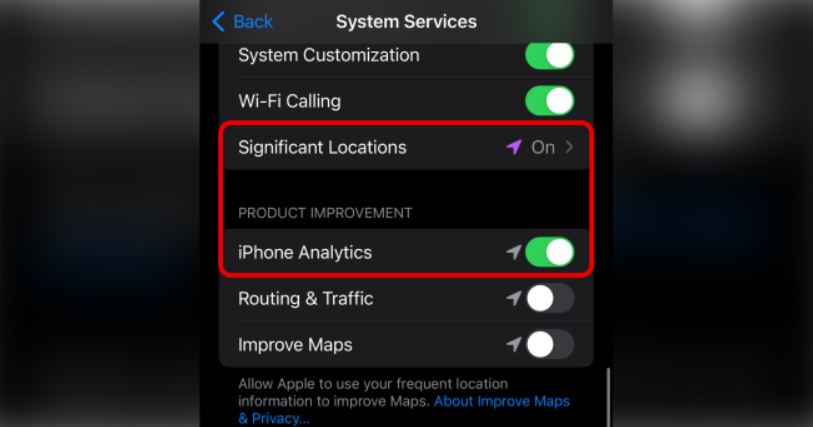 Back
System Services
System Customization
Wi-Fi Calling
Significant Locations
On
PRODUCT IMPROVEMENT
iPhone Analytics
Routing & Traffic
Improve Maps
Allow Apple to use your frequent location
information to improve Maps. About Improve Maps
& Privacy...